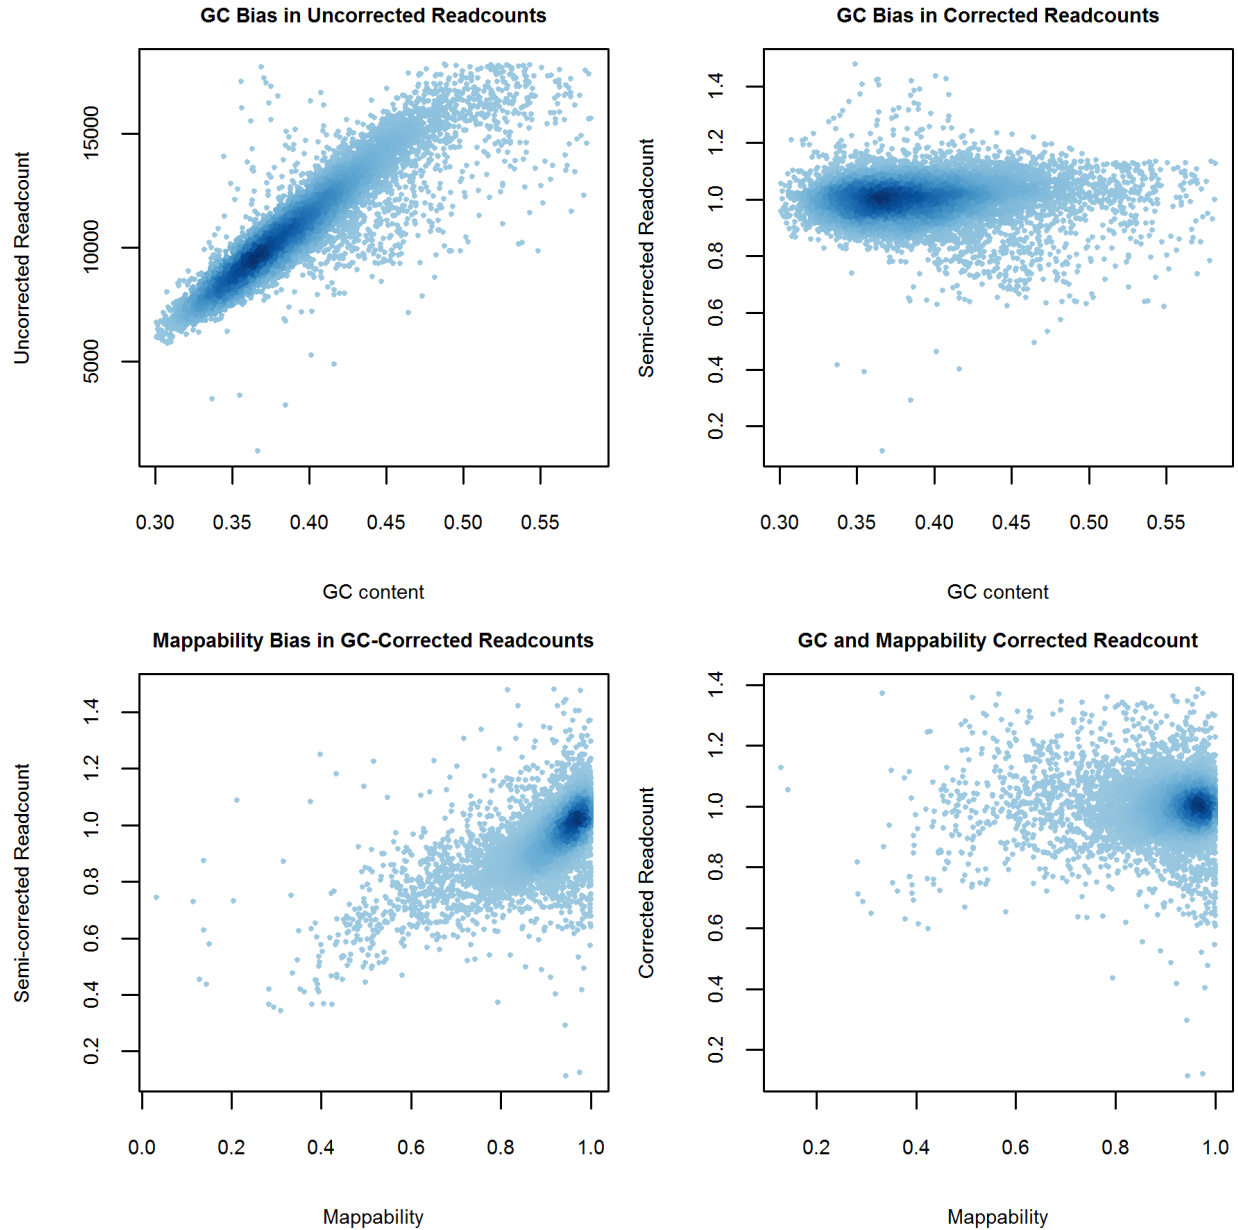 GC Bias in Uncorrected Readcounts
Uncorrected Readcount
15000
10000
5000
0.30 0.35 0.40 0.45 0.50 0.55
GC content
GC Bias in Corrected Readcounts
Semi-corrected Readcount
1.4
1.2
1.0
0.8
0.6
0.4
0.2
0.30 0.35 0.40 0.45 0.50 0.55
GC content
Mappability Bias in GC-Corrected Readcounts
Semi-corrected Readcount
1.4
1.2
1.0
0.8
0.6
0.4
0.2
0.0 0.2 0.4 0.6 0.8 1.0
Mappability
GC and Mappability Corrected Readcount
Corrected Readcount
1.4
1.2
1.0
0.8
0.6
0.4
0.2
0.2 0.4 0.6 0.8 1.0
Mappability